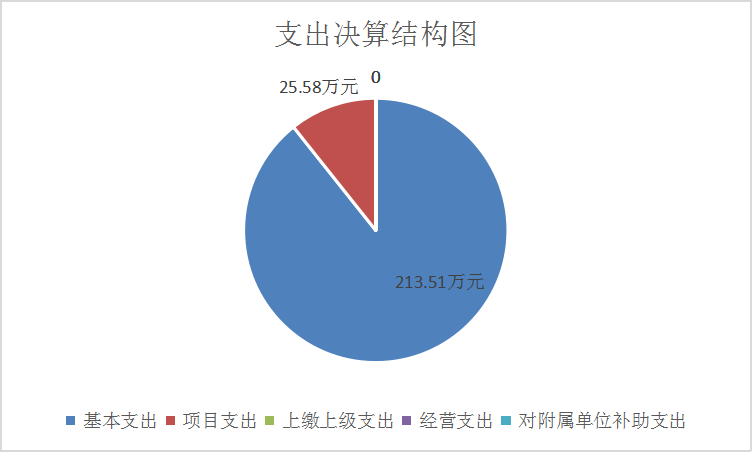 支出决算结构图
0
25.58万元
213.51万元
基本支出 项目支出 上缴上级支出 经营支出 对附属单位补助支出